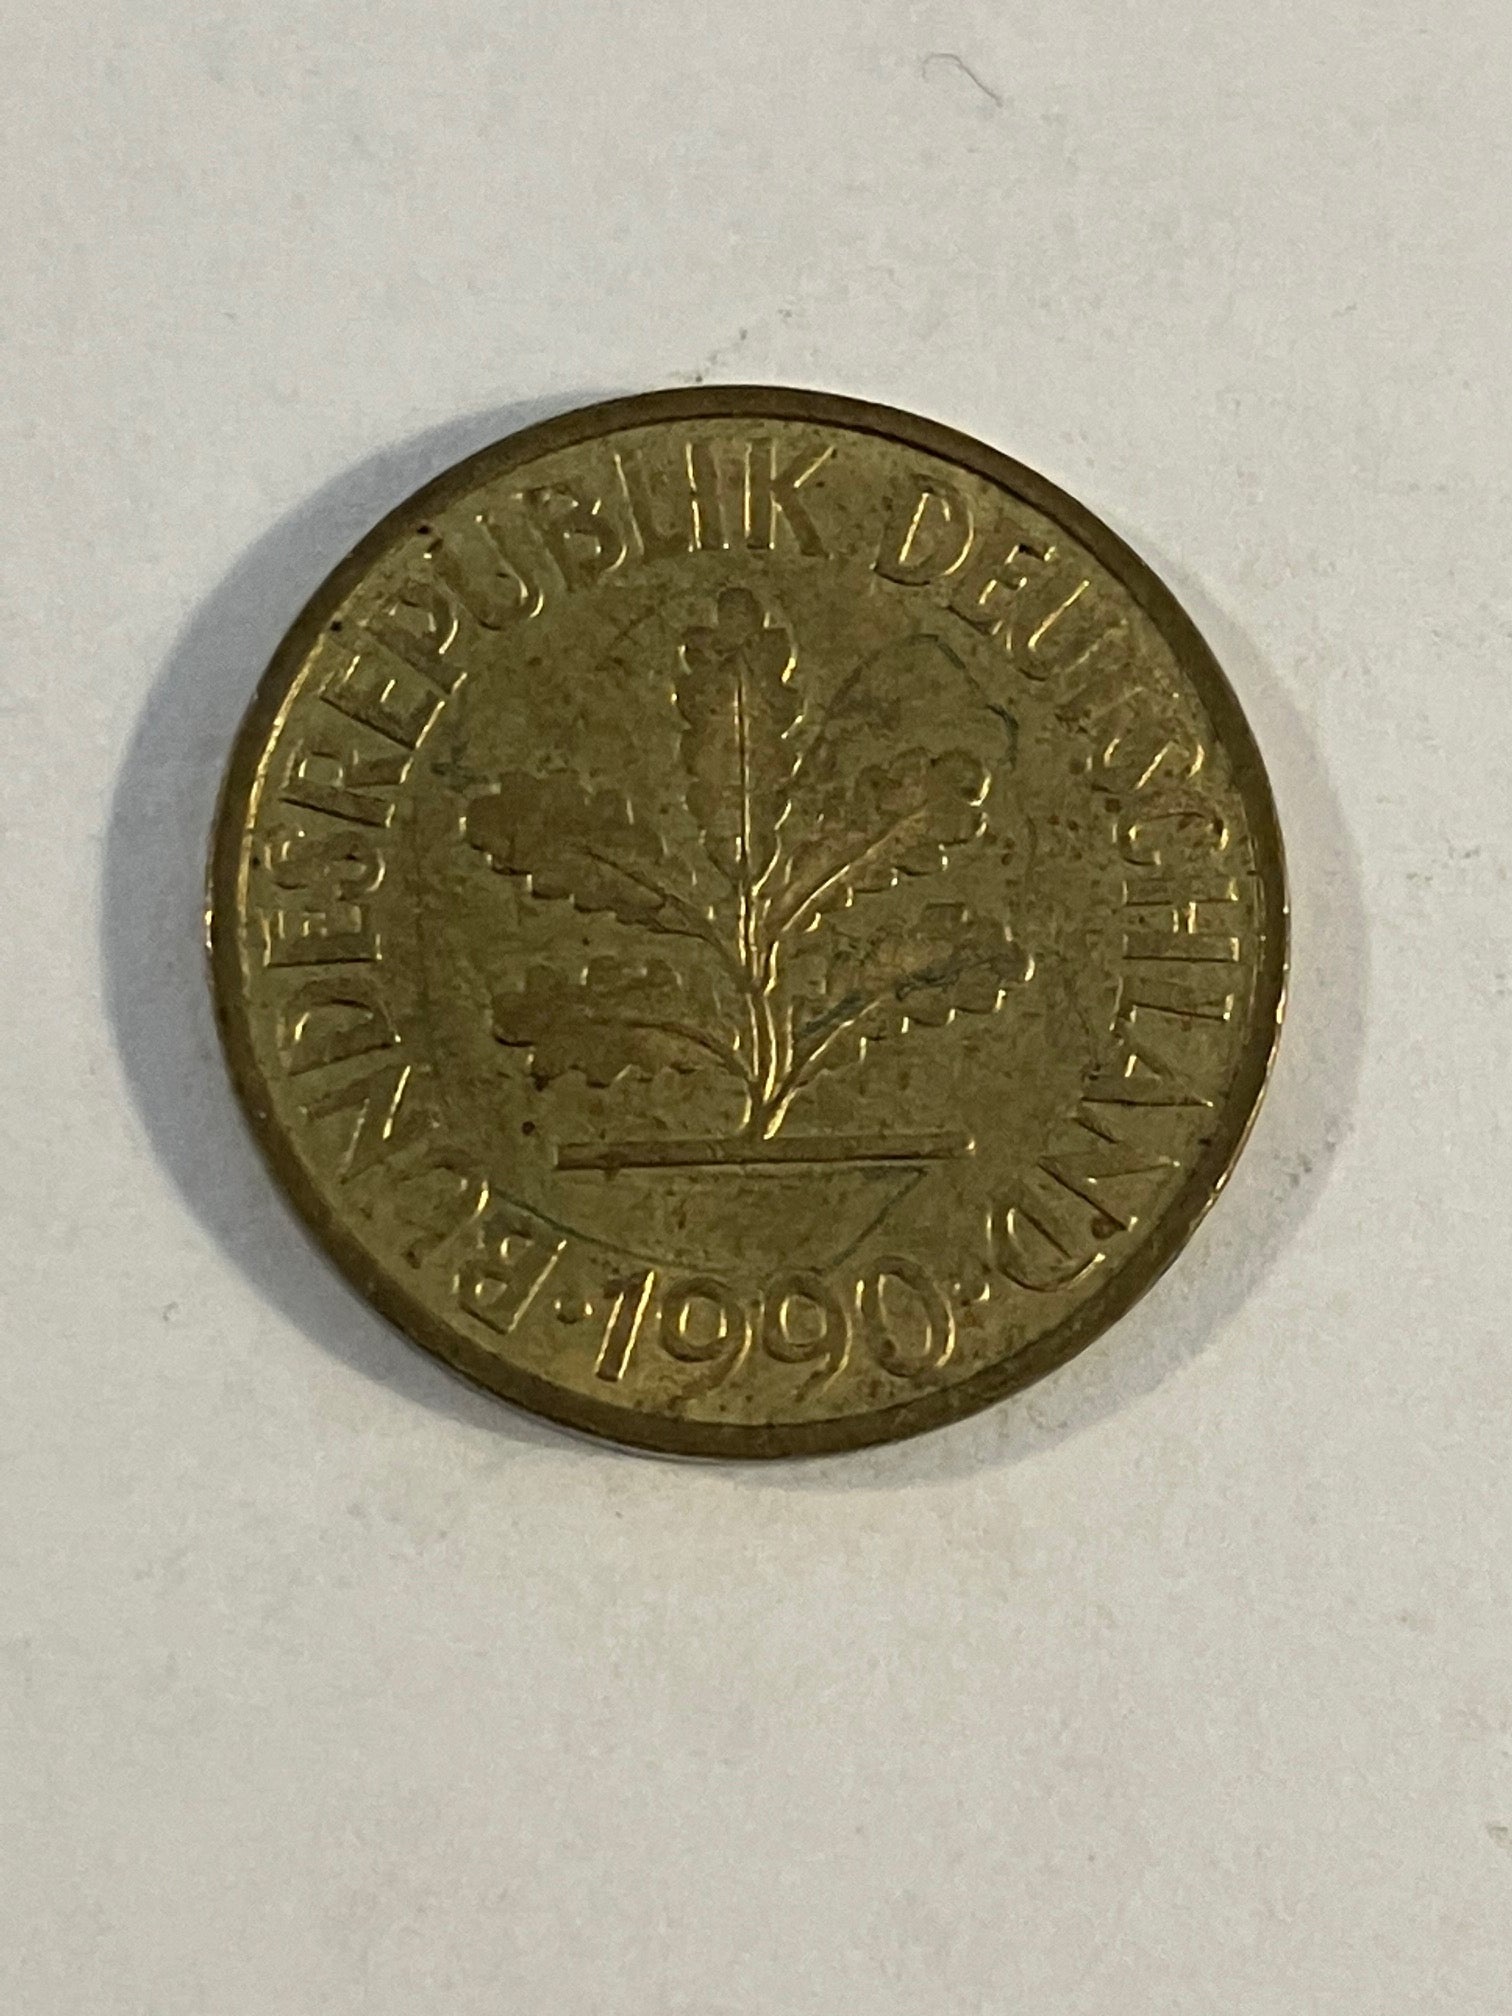 BUNDESREPUBLIK DEUTSCHLAND
· 1990 ·